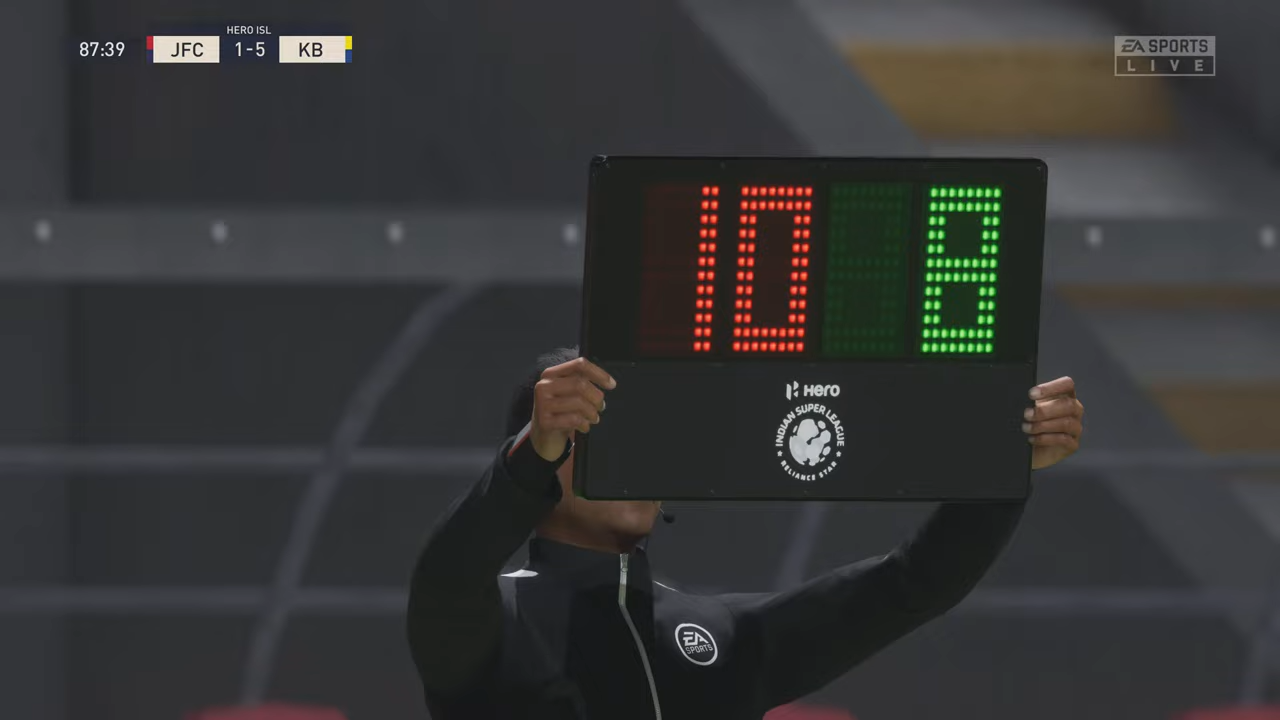 HERO ISL
87:39 JFC 1-5 KB
EA SPORTS
LIVE
10 8
Hero
INDIAN SUPER LEAGUE
RELIANCE STAR
EA
SPORTS